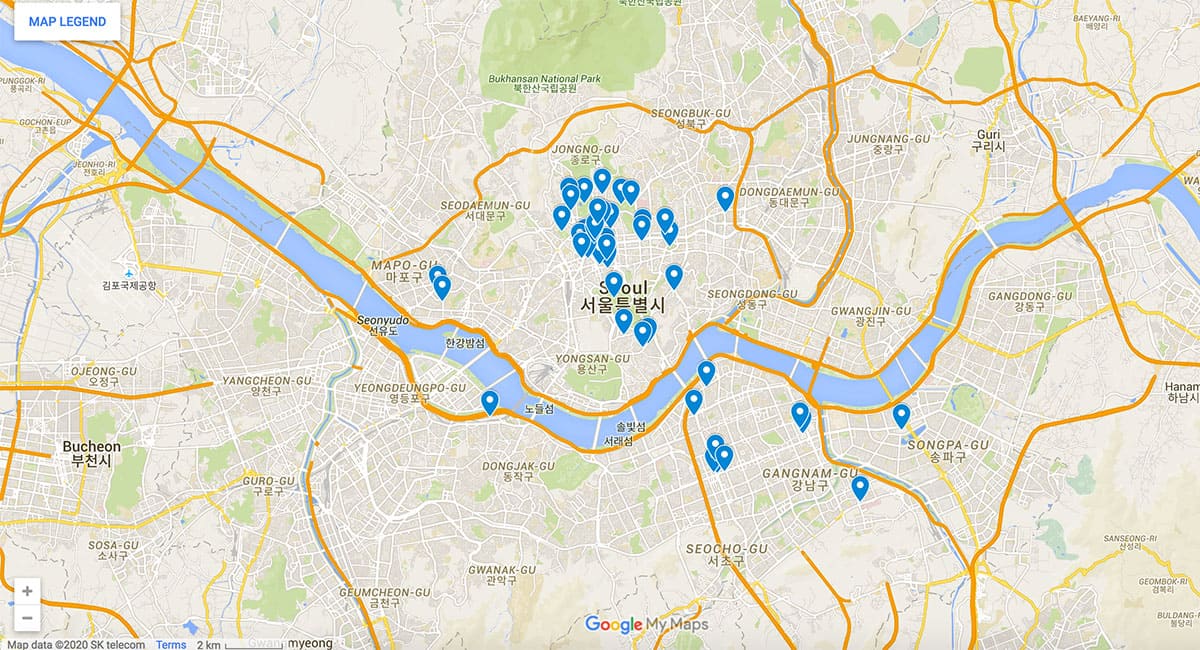 북한산국립공원
MAP LEGEND
BAEYANG-RI
배양리
Bukhansan National Park
북한산국립공원
PUNGGOK-RI
풍곡리
GOCHON-EUP
고촌읍
SEONGBUK-GU
성북구
JUNGNANG-GU
중랑구
Guri
구리시
JONGNO-GU
종로구
JEONHO-RI
전호리
DONGDAEMUN-GU
동대문구
SEODAEMUN-GU
서대문구
MAPO-GU
마포구
김포국제공항
Seoul
서울특별시
SEONGDONG-GU
성동구
GANGDONG-GU
강동구
GWANGJIN-GU
광진구
Seonyudo
선유도
한강밤섬
YONGSAN-GU
용산구
OJEONG-GU
오정구
YANGCHEON-GU
양천구
YEONGDEUNGPO-GU
영등포구
Hanam
하남시
노들섬
솔빛섬
서래섬
Bucheon
부천시
SONGPA-GU
송파구
DONGJAK-GU
동작구
GANGNAM-GU
강남구
GURO-GU
구로구
SOSA-GU
소사구
SEOCHO-GU
서초구
SANSEONG-RI
산성리
GWANAK-GU
관악구
GEOMBOK-RI
검복리
GEUMCHEON-GU
금천구
BULDANG-RI
불당리
Google My Maps
Map data ©2020 SK telecom Terms 2 km